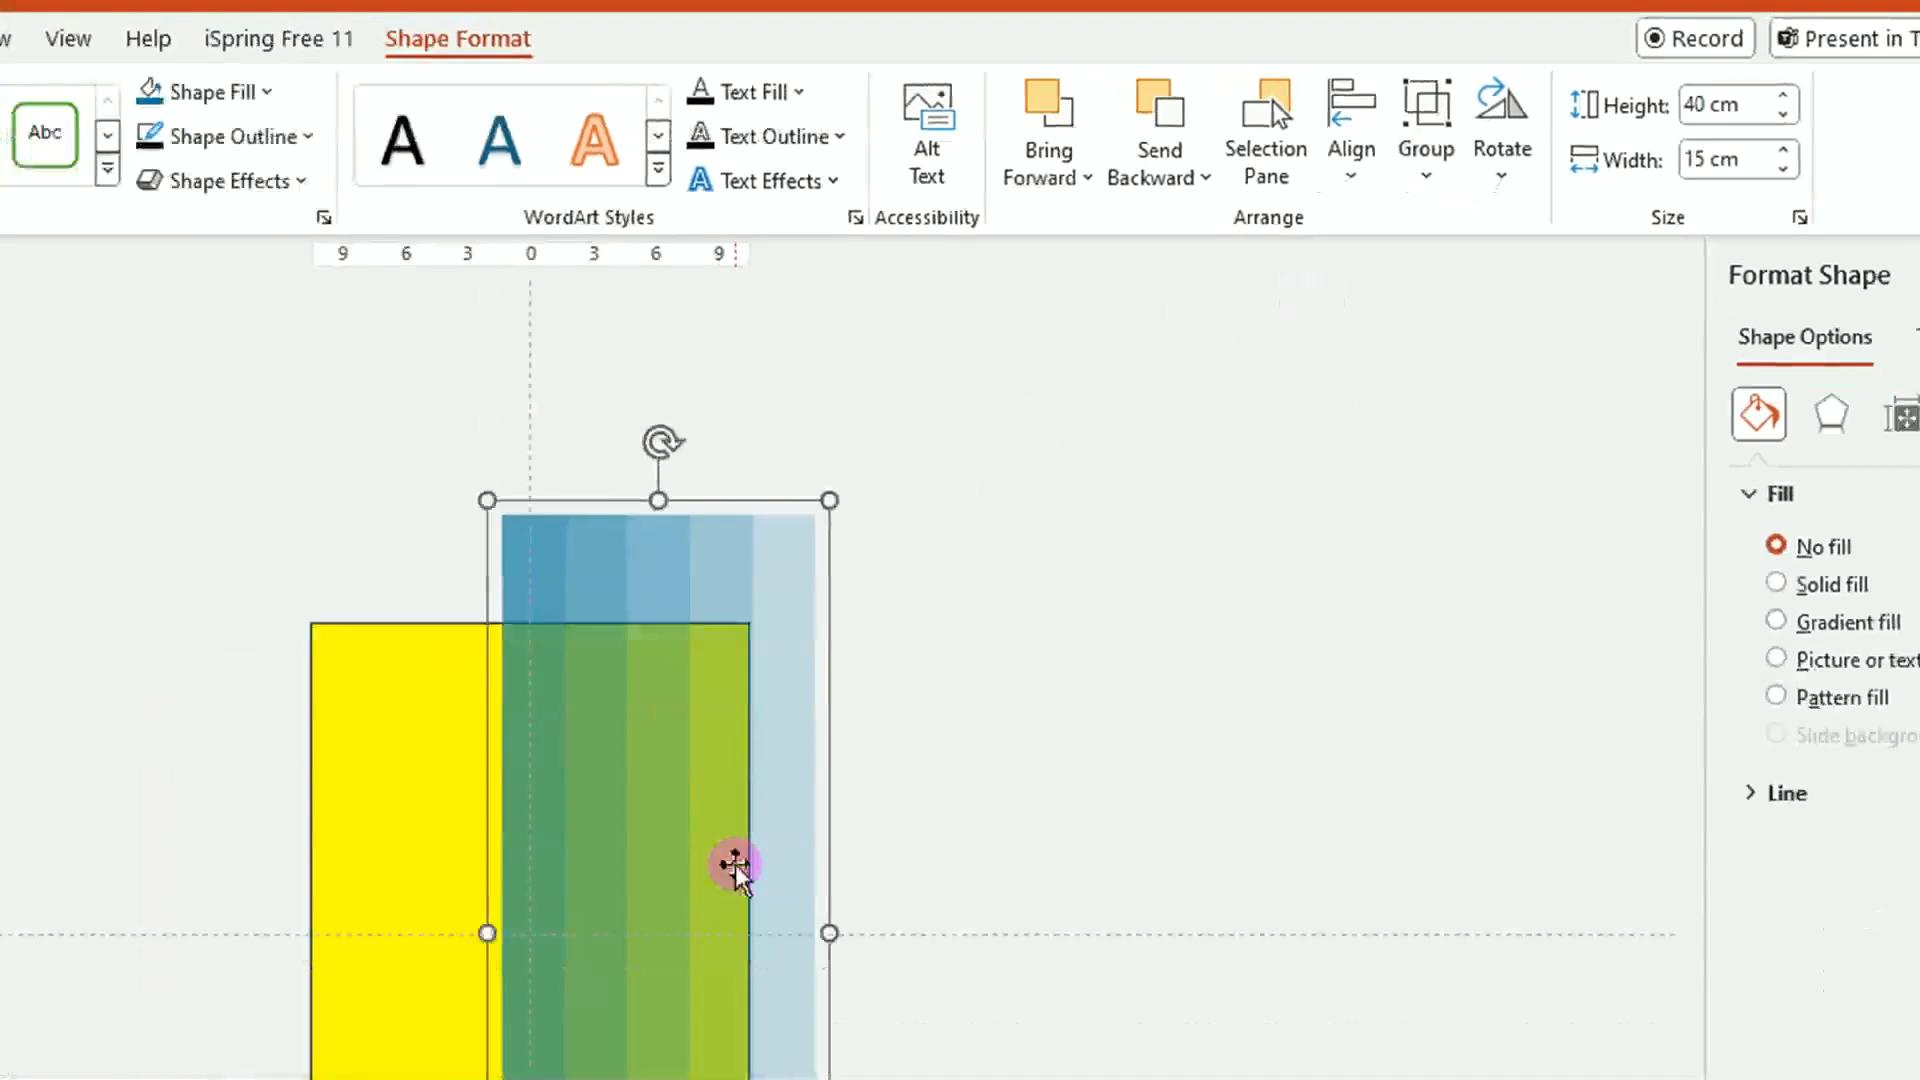 View Help iSpring Free 11 Shape Format Record Present in T
Abc Shape Fill Text Fill Height: 40 cm
Shape Outline A A A Text Outline Alt Text Bring Forward Send Backward Selection Pane Align Group Rotate Width: 15 cm
Shape Effects Text Effects
WordArt Styles Accessibility Arrange Size
9 6 3 0 3 6 9
Format Shape
Shape Options
Fill
No fill
Solid fill
Gradient fill
Picture or text
Pattern fill
Slide backgro
Line